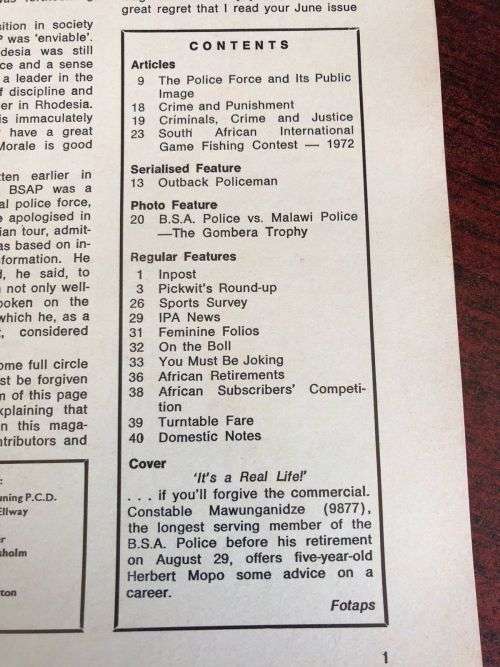 great regret that I read your June issue
sition in society
P was 'enviable'.
desia was still
ce and a sense
a leader in the
f discipline and
er in Rhodesia.
is immaculately
have a great
Morale is good
tten earlier in
BSAP was a
al police force,
e apologised in
ian tour, admit-
as based on in-
formation. He
d, he said, to
not only well-
poken on the
which he, as a
t, considered
ome full circle
st be forgiven
m of this page
xplaining that
n this maga-
ntributors and
uning P.C.D.
Ellway
er
sholm
ton
CONTENTS
Articles
9 The Police Force and Its Public
Image
18 Crime and Punishment
19 Criminals, Crime and Justice
23 South African International
Game Fishing Contest — 1972
Serialised Feature
13 Outback Policeman
Photo Feature
20 B.S.A. Police vs. Malawi Police
—The Gombera Trophy
Regular Features
1 Inpost
3 Pickwit's Round-up
26 Sports Survey
29 IPA News
31 Feminine Folios
32 On the Boll
33 You Must Be Joking
36 African Retirements
38 African Subscribers' Competi-
tion
39 Turntable Fare
40 Domestic Notes
Cover
'It's a Real Life!'
. . . if you'll forgive the commercial.
Constable Mawunganidze (9877),
the longest serving member of the
B.S.A. Police before his retirement
on August 29, offers five-year-old
Herbert Mopo some advice on a
career.
Fotaps
1